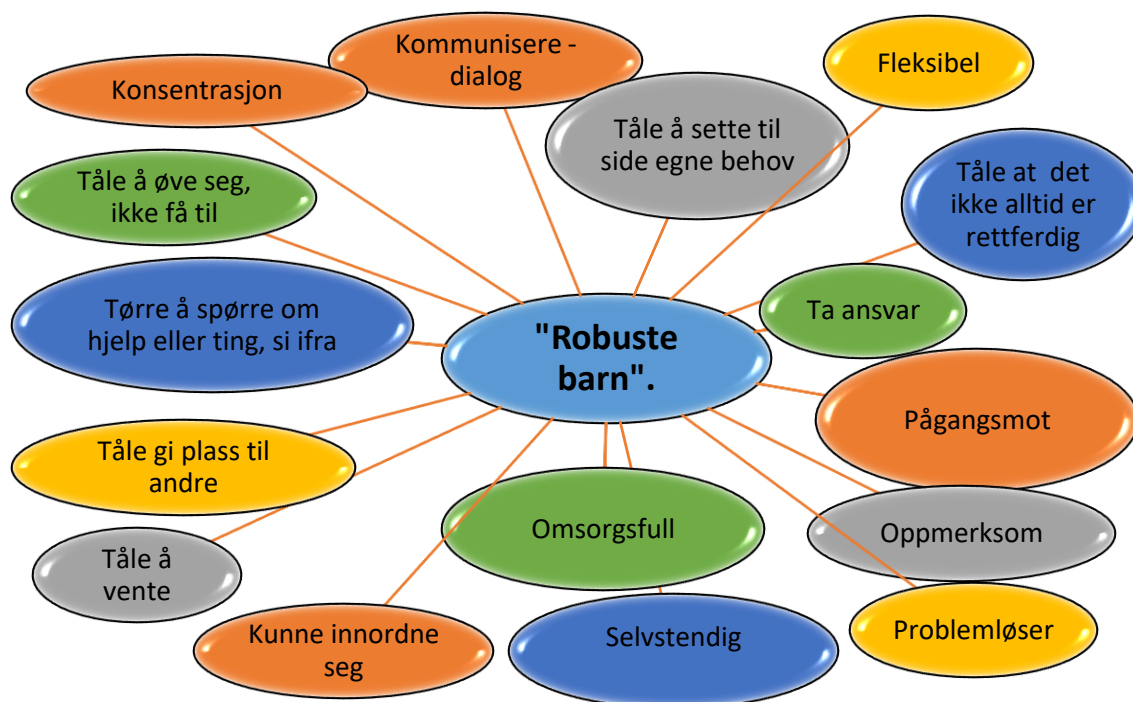 Kommunisere -
dialog
Fleksibel
Konsentrasjon
Tåle å sette til
side egne behov
Tåle at det
ikke alltid er
rettferdig
Tåle å øve seg,
ikke få til
Tørre å spørre om
hjelp eller ting, si ifra
Ta ansvar
"Robuste
barn".
Pågangsmot
Tåle gi plass til
andre
Omsorgsfull
Oppmerksom
Tåle å
vente
Kunne innordne
seg
Selvstendig
Problemløser